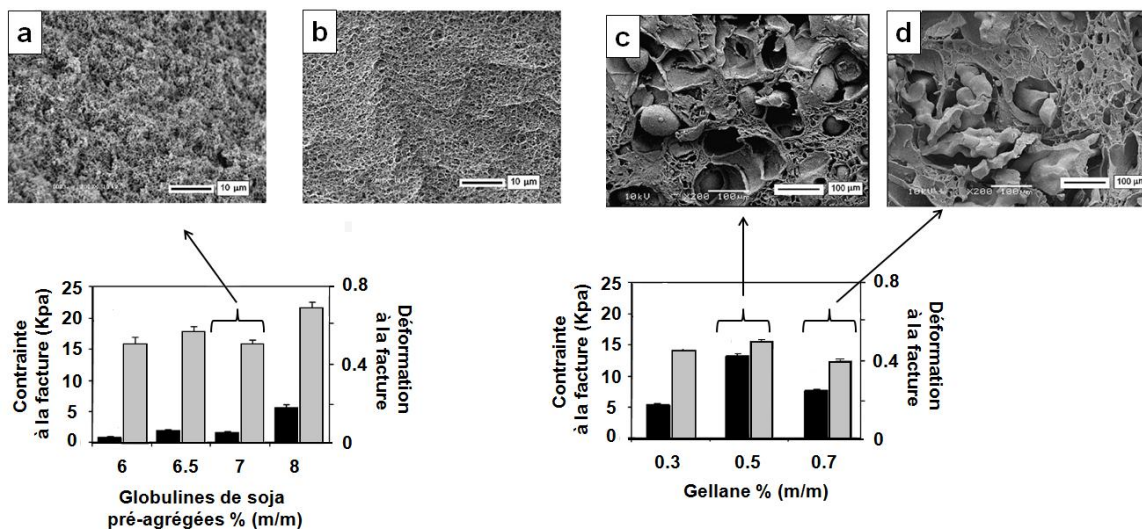 a
b
c
d
10 µm
10 µm
10kV X200 100µm
100 µm
X200 100µm
100 µm
25
20
15
10
5
0
Contrainte
à la facture (Kpa)
0.8
0.4
0
Déformation
à la facture
6 6.5 7 8
Globulines de soja
pré-agrégées % (m/m)
25
20
15
10
5
0
Contrainte
à la facture (Kpa)
0.8
0.4
0
Déformation
à la facture
0.3 0.5 0.7
Gellane % (m/m)